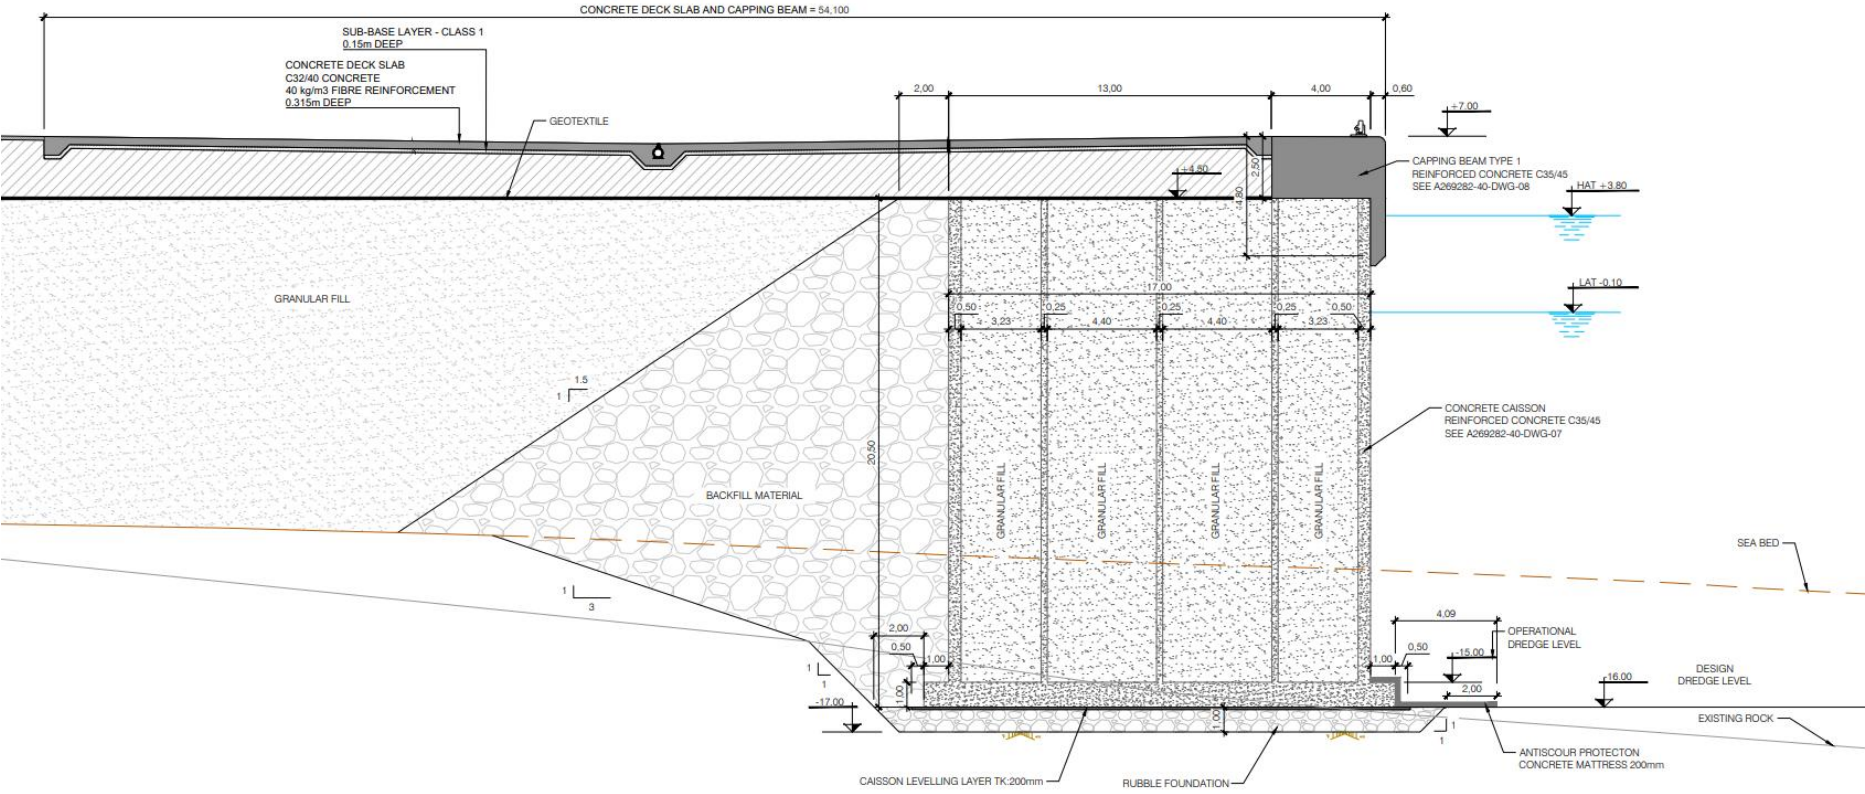 CONCRETE DECK SLAB AND CAPPING BEAM = 54,100
SUB-BASE LAYER - CLASS 1
0.15m DEEP
CONCRETE DECK SLAB
C32/40 CONCRETE
40 kg/m3 FIBRE REINFORCEMENT
0.315m DEEP
GEOTEXTILE
2,00
13,00
4,00
0,60
+7.00
CAPPING BEAM TYPE 1
REINFORCED CONCRETE C35/45
SEE A269282-40-DWG-08
2,50
+4.50
4,80
HAT +3.80
LAT -0.10
GRANULAR FILL
17,00
0,50
0,25
0,25
0,25
0,50
3,23
4,40
4,40
3,23
1.5
1
CONCRETE CAISSON
REINFORCED CONCRETE C35/45
SEE A269282-40-DWG-07
20,50
BACKFILL MATERIAL
GRANULAR FILL
GRANULAR FILL
GRANULAR FILL
GRANULAR FILL
SEA BED
1
3
2,00
0,50
1,00
1,00
1
1
-17.00
4,09
OPERATIONAL
DREDGE LEVEL
1,00
0,50
-15.00
2,00
DESIGN
DREDGE LEVEL
-16.00
1,00
1
1
EXISTING ROCK
ANTISCOUR PROTECTON
CONCRETE MATTRESS 200mm
CAISSON LEVELLING LAYER TK:200mm
RUBBLE FOUNDATION